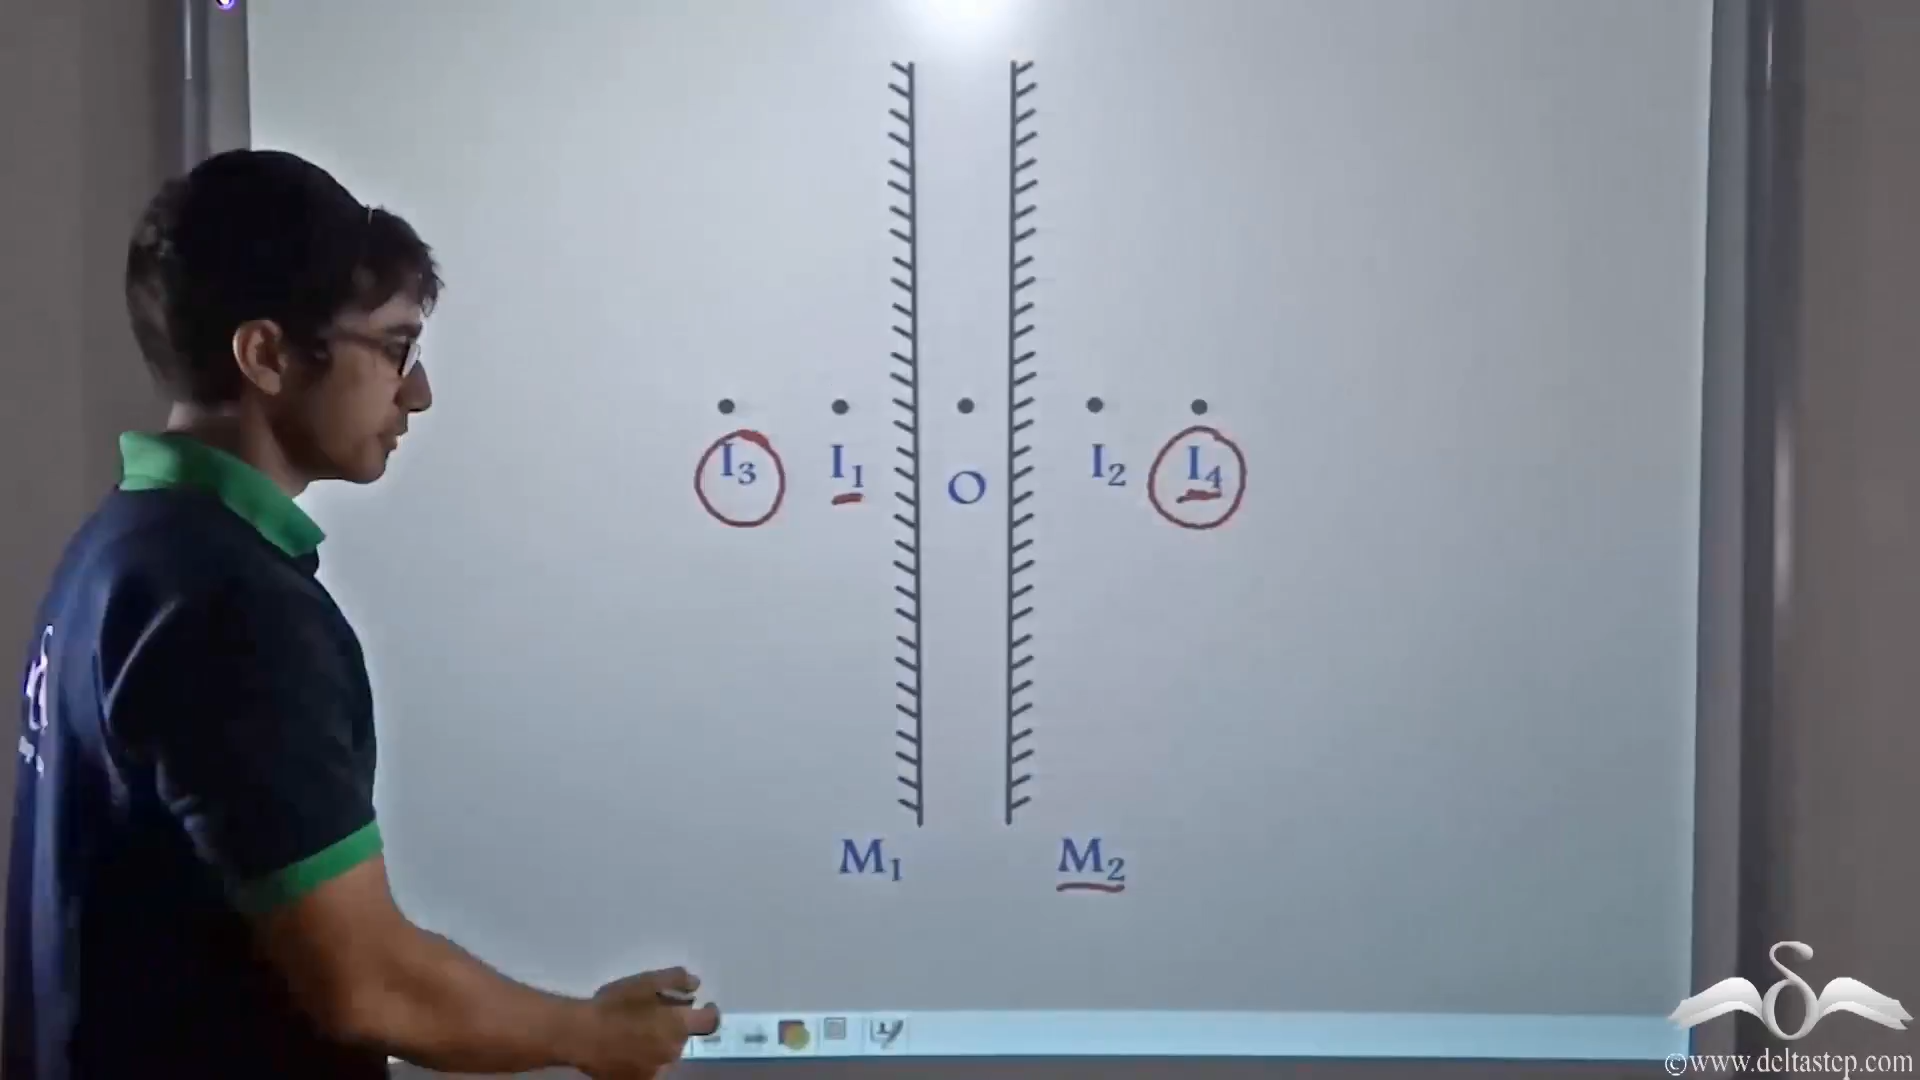 I₃ I₁ O I₂ I₄
M₁ M₂
©www.deltastep.com